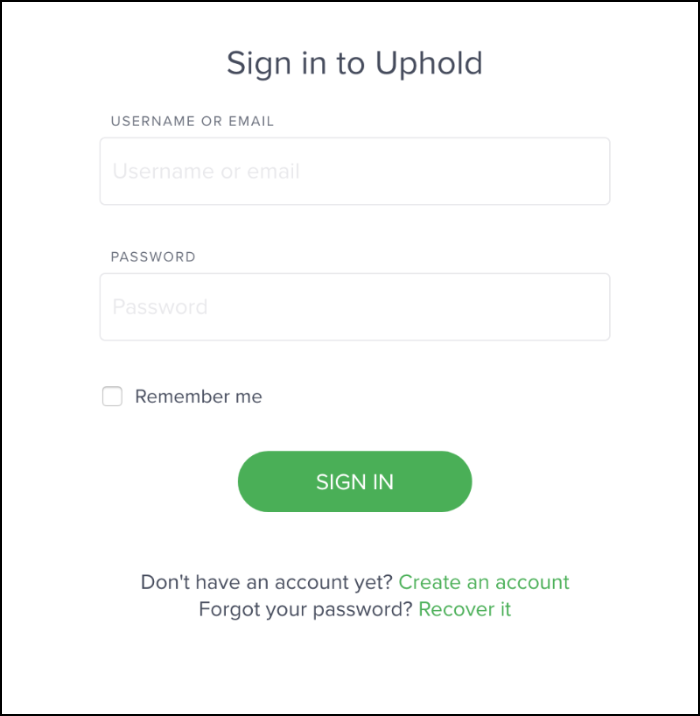 Sign in to Uphold
USERNAME OR EMAIL
Username or email
PASSWORD
Password
Remember me
SIGN IN
Don't have an account yet? Create an account
Forgot your password? Recover it